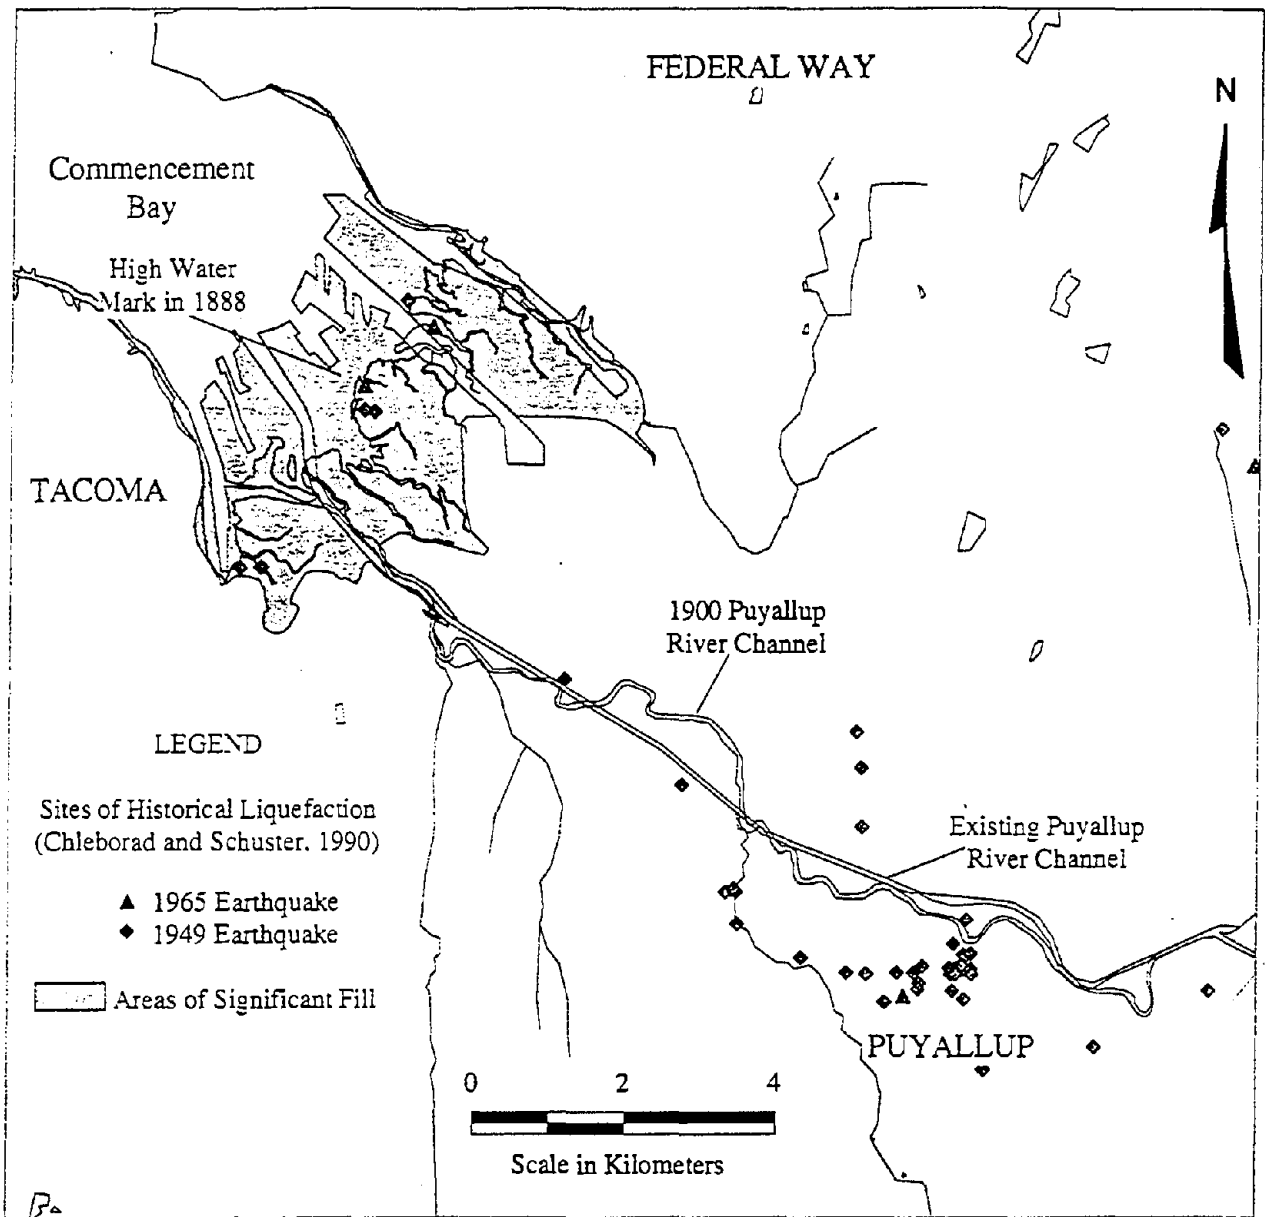 FEDERAL WAY
N
Commencement
Bay
High Water
Mark in 1888
TACOMA
1900 Puyallup
River Channel
LEGEND
Sites of Historical Liquefaction
(Chleborad and Schuster, 1990)
Existing Puyallup
River Channel
1965 Earthquake
1949 Earthquake
Areas of Significant Fill
PUYALLUP
0 2 4
Scale in Kilometers